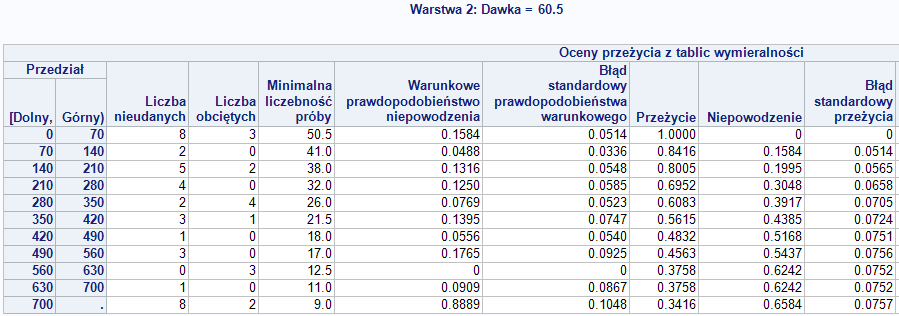 Warstwa 2: Dawka = 60.5
Oceny przeżycia z tablic wymieralności
Przedział
[Dolny, Górny) Liczba nieudanych Liczba obciętych Minimalna liczebność próby Warunkowe prawdopodobieństwo niepowodzenia Błąd standardowy prawdopodobieństwa warunkowego Przeżycie Niepowodzenie Błąd standardowy przeżycia
0 70 8 3 50.5 0.1584 0.0514 1.0000 0 0
70 140 2 0 41.0 0.0488 0.0336 0.8416 0.1584 0.0514
140 210 5 2 38.0 0.1316 0.0548 0.8005 0.1995 0.0565
210 280 4 0 32.0 0.1250 0.0585 0.6952 0.3048 0.0658
280 350 2 4 26.0 0.0769 0.0523 0.6083 0.3917 0.0705
350 420 3 1 21.5 0.1395 0.0747 0.5615 0.4385 0.0724
420 490 1 0 18.0 0.0556 0.0540 0.4832 0.5168 0.0751
490 560 3 0 17.0 0.1765 0.0925 0.4563 0.5437 0.0756
560 630 0 3 12.5 0 0 0.3758 0.6242 0.0752
630 700 1 0 11.0 0.0909 0.0867 0.3758 0.6242 0.0752
700 . 8 2 9.0 0.8889 0.1048 0.3416 0.6584 0.0757